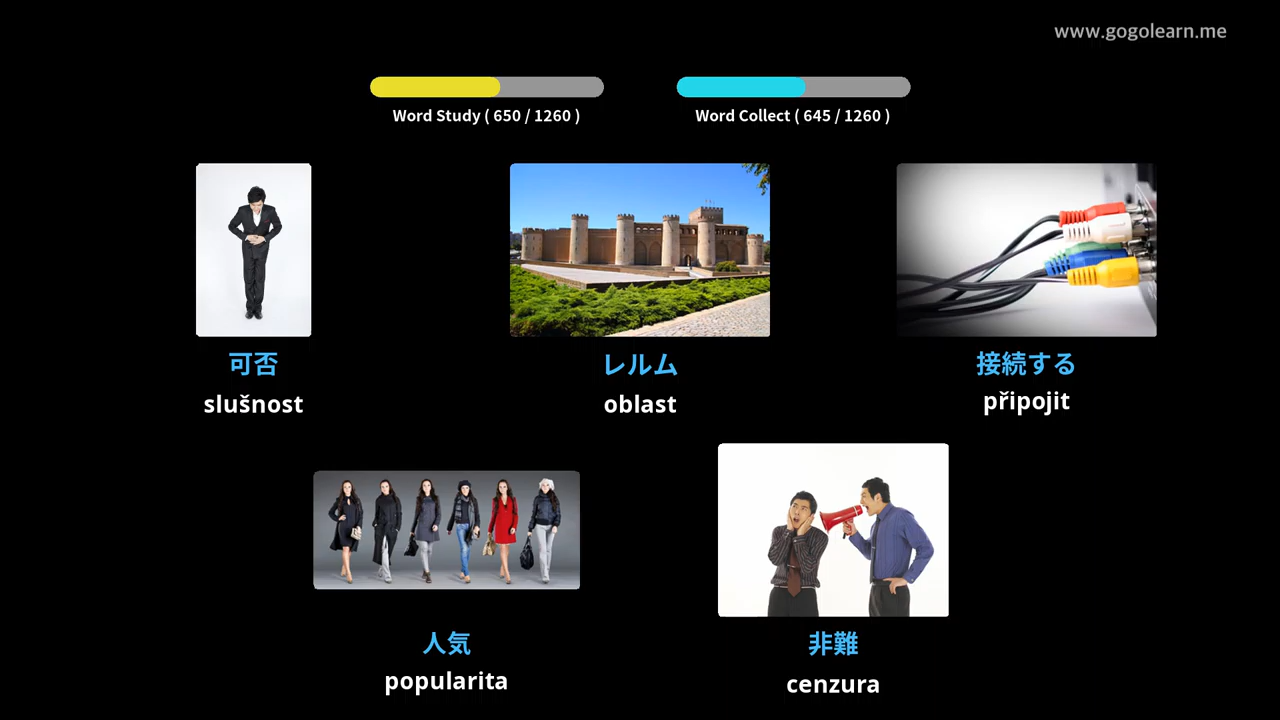 www.gogolearn.me
Word Study ( 650 / 1260 )
Word Collect ( 645 / 1260 )
可否
slušnost
レルム
oblast
接続する
připojit
人気
popularita
非難
cenzura